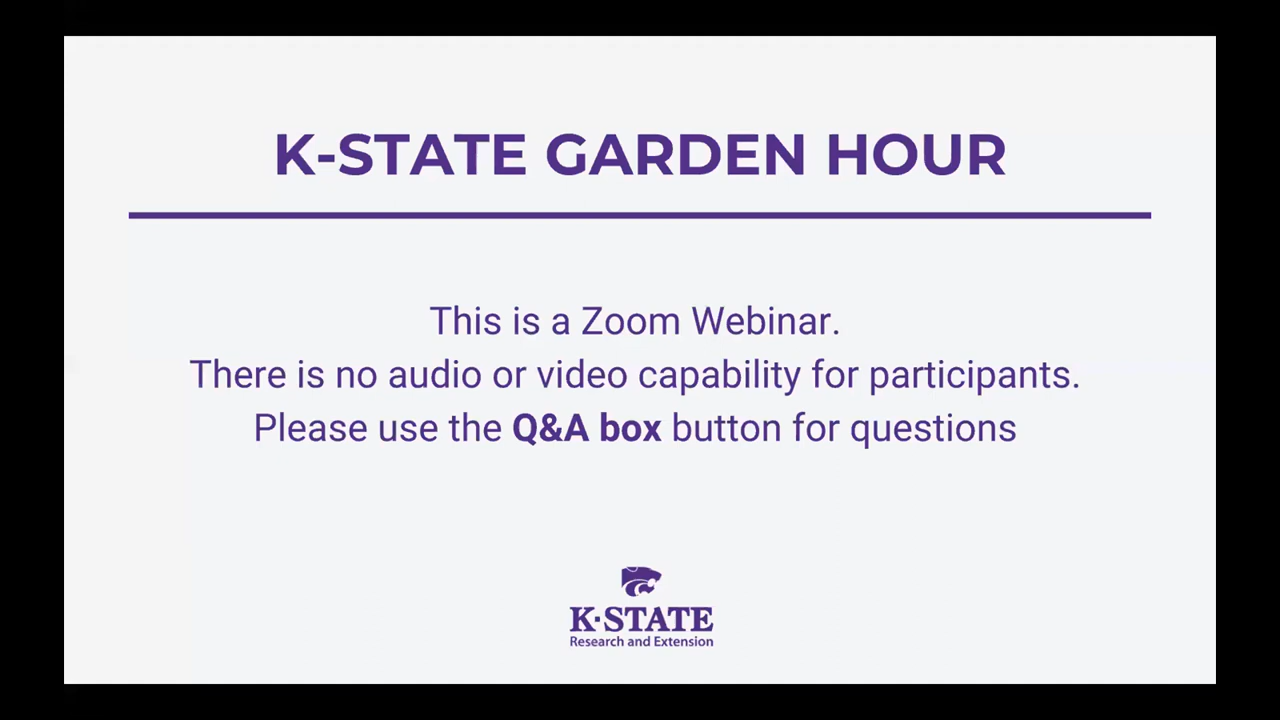 K-STATE GARDEN HOUR
This is a Zoom Webinar.
There is no audio or video capability for participants.
Please use the Q&A box button for questions
K·STATE
Research and Extension